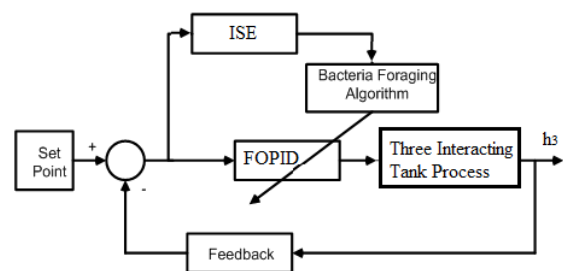 ISE
Bacteria Foraging
Algorithm
Set
Point
+
-
FOPID
Three Interacting
Tank Process
h3
Feedback